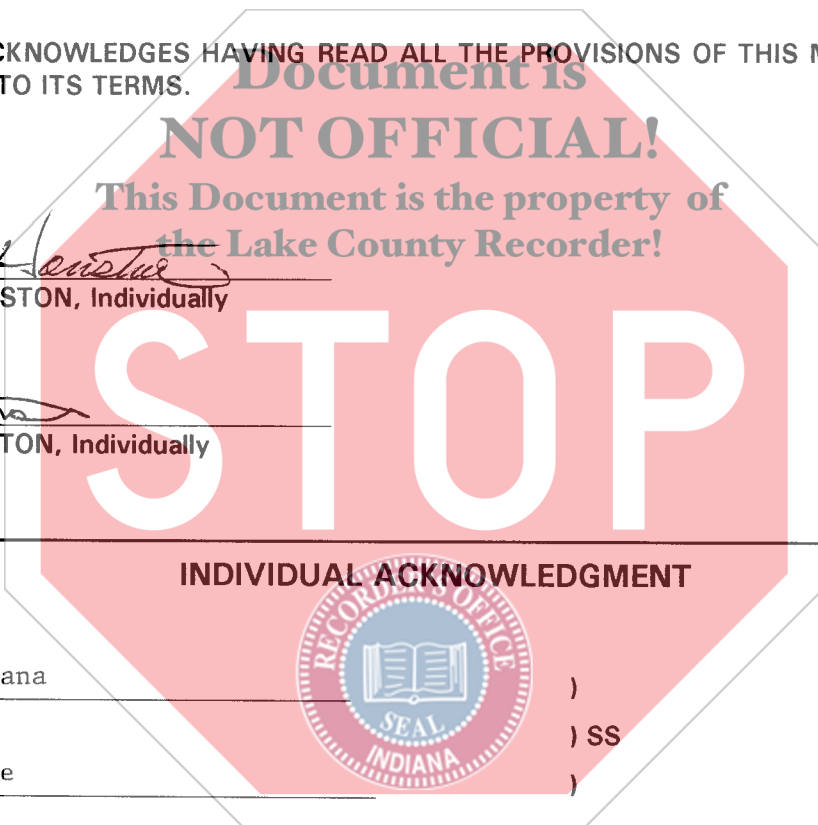 CKNOWLEDGES HAVING READ ALL THE PROVISIONS OF THIS M
TO ITS TERMS.
Document is
NOT OFFICIAL!
This Document is the property of
the Lake County Recorder!
STON, Individually
STOP
TON, Individually
INDIVIDUAL ACKNOWLEDGMENT
RECORDER'S OFFICE
SEAL
INDIANA
ana )
) SS
e )